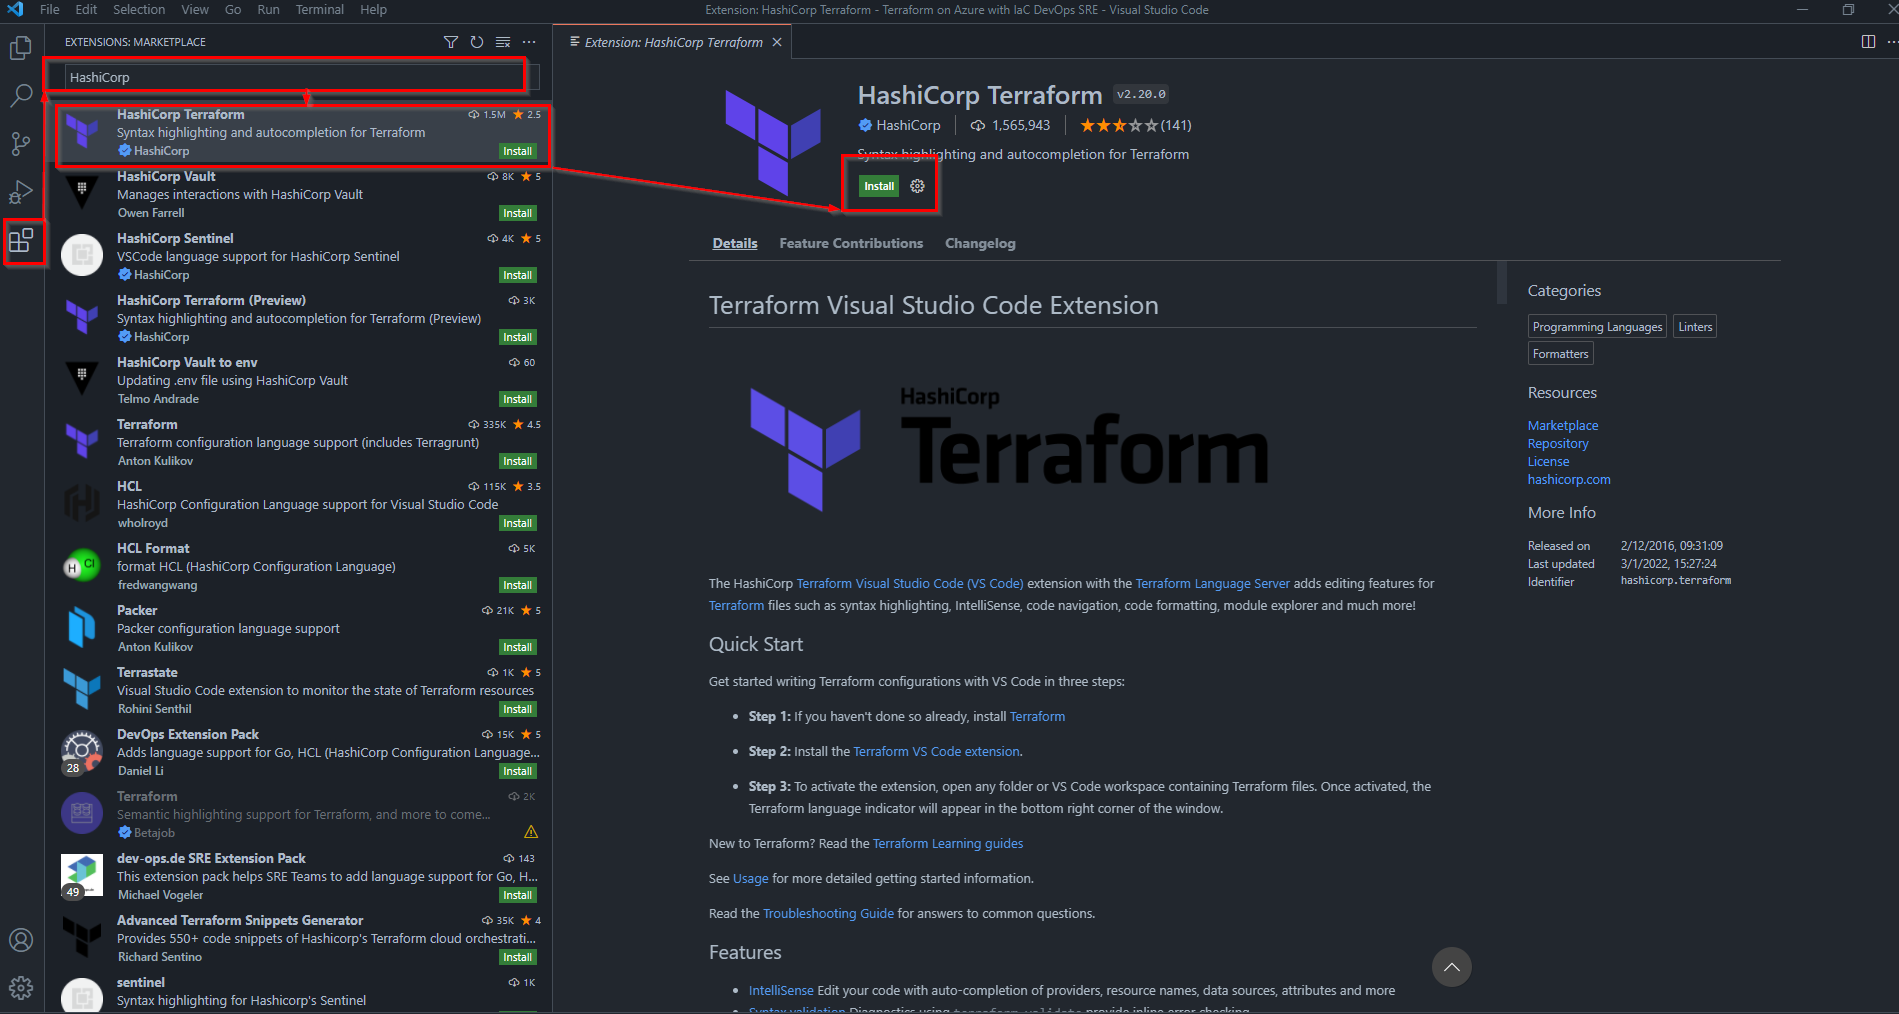 File Edit Selection View Go Run Terminal Help
Extension: HashiCorp Terraform - Terraform on Azure with IaC DevOps SRE - Visual Studio Code
EXTENSIONS: MARKETPLACE
HashiCorp
HashiCorp Terraform 1.5M 2.5
Syntax highlighting and autocompletion for Terraform
HashiCorp Install
HashiCorp Vault 8K 5
Manages interactions with HashiCorp Vault
Owen Farrell Install
HashiCorp Sentinel 4K 5
VSCode language support for HashiCorp Sentinel
HashiCorp Install
HashiCorp Terraform (Preview) 3K
Syntax highlighting and autocompletion for Terraform (Preview)
HashiCorp Install
HashiCorp Vault to env 60
Updating .env file using HashiCorp Vault
Telmo Andrade Install
Terraform 335K 4.5
Terraform configuration language support (includes Terragrunt)
Anton Kulikov Install
HCL 115K 3.5
HashiCorp Configuration Language support for Visual Studio Code
wholroyd Install
H Cl
HCL Format 5K
format HCL (HashiCorp Configuration Language)
fredwangwang Install
Packer 21K 5
Packer configuration language support
Anton Kulikov Install
Terrastate 1K 5
Visual Studio Code extension to monitor the state of Terraform resources
Rohini Senthil Install
28
DevOps Extension Pack 15K 5
Adds language support for Go, HCL (HashiCorp Configuration Language...
Daniel Li Install
Terraform 2K
Semantic highlighting support for Terraform, and more to come...
Betajob
49
dev-ops.de SRE Extension Pack 143
This extension pack helps SRE Teams to add language support for Go, H...
Michael Vogeler Install
Advanced Terraform Snippets Generator 35K 4
Provides 550+ code snippets of Hashicorp's Terraform cloud orchestrati...
Richard Sentino Install
sentinel 1K
Syntax highlighting for Hashicorp's Sentinel
Extension: HashiCorp Terraform
HashiCorp Terraform v2.20.0
HashiCorp 1,565,943 (141)
Syntax highlighting and autocompletion for Terraform
Install
Details Feature Contributions Changelog
Terraform Visual Studio Code Extension
HashiCorp
Terraform
The HashiCorp Terraform Visual Studio Code (VS Code) extension with the Terraform Language Server adds editing features for
Terraform files such as syntax highlighting, IntelliSense, code navigation, code formatting, module explorer and much more!
Quick Start
Get started writing Terraform configurations with VS Code in three steps:
• Step 1: If you haven't done so already, install Terraform
• Step 2: Install the Terraform VS Code extension.
• Step 3: To activate the extension, open any folder or VS Code workspace containing Terraform files. Once activated, the
Terraform language indicator will appear in the bottom right corner of the window.
New to Terraform? Read the Terraform Learning guides
See Usage for more detailed getting started information.
Read the Troubleshooting Guide for answers to common questions.
Features
• IntelliSense Edit your code with auto-completion of providers, resource names, data sources, attributes and more
• Syntax validation Diagnostics using terraform validate provide inline error checking
Categories
Programming Languages Linters
Formatters
Resources
Marketplace
Repository
License
hashicorp.com
More Info
Released on 2/12/2016, 09:31:09
Last updated 3/1/2022, 15:27:24
Identifier hashicorp.terraform